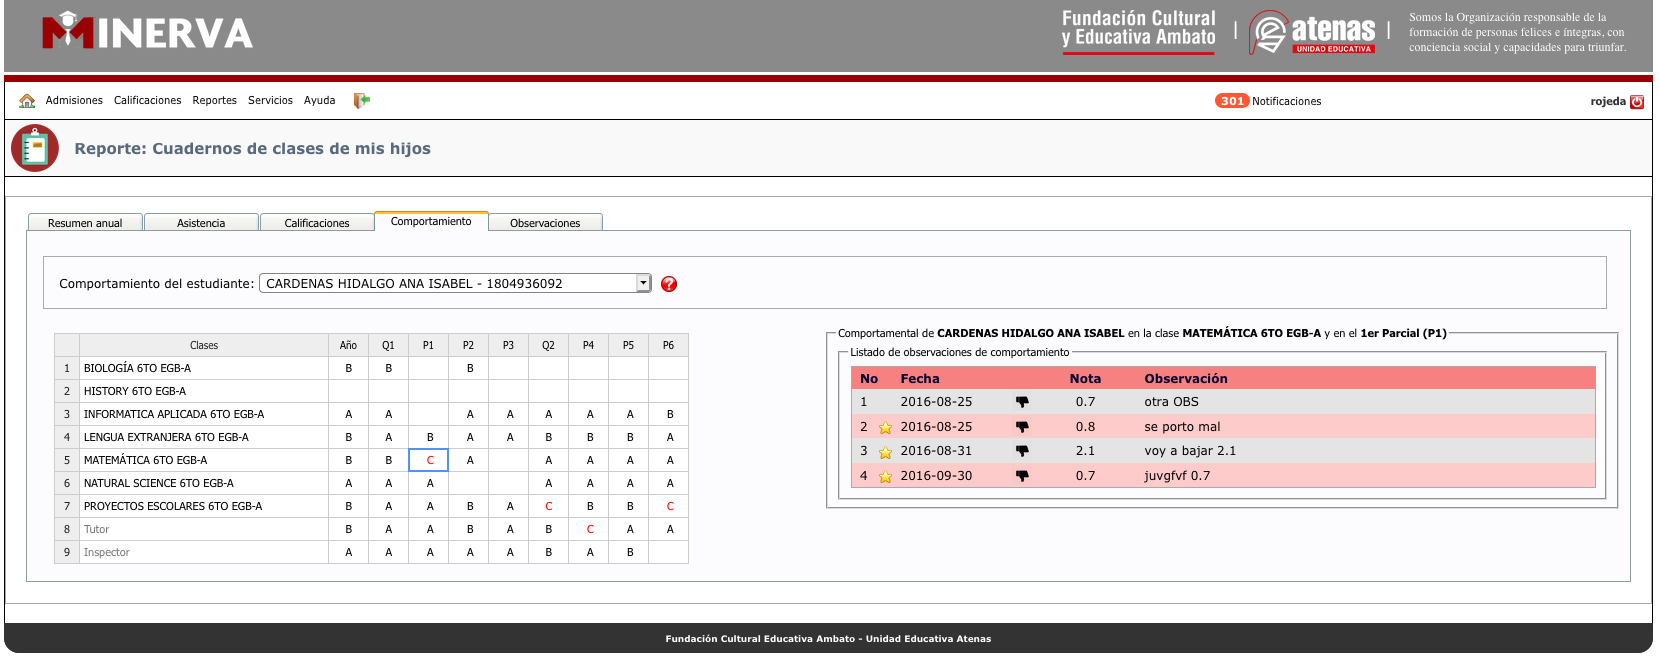 MINERVA
Fundación Cultural
y Educativa Ambato
atenas
UNIDAD EDUCATIVA
Somos la Organización responsable de la
formación de personas felices e íntegras, con
conciencia social y capacidades para triunfar.
Admisiones Calificaciones Reportes Servicios Ayuda 301 Notificaciones rojeda
Reporte: Cuadernos de clases de mis hijos
Resumen anual Asistencia Calificaciones Comportamiento Observaciones
Comportamiento del estudiante: CARDENAS HIDALGO ANA ISABEL - 1804936092
Clases Año Q1 P1 P2 P3 Q2 P4 P5 P6
1 BIOLOGÍA 6TO EGB-A B B B
2 HISTORY 6TO EGB-A
3 INFORMATICA APLICADA 6TO EGB-A A A A A A A A B
4 LENGUA EXTRANJERA 6TO EGB-A B A B A A B B B A
5 MATEMÁTICA 6TO EGB-A B B C A A A A A
6 NATURAL SCIENCE 6TO EGB-A A A A A A A A
7 PROYECTOS ESCOLARES 6TO EGB-A B A A B A C B B C
8 Tutor B A A B A B C A A
9 Inspector A A A A A B A B
Comportamental de CARDENAS HIDALGO ANA ISABEL en la clase MATEMÁTICA 6TO EGB-A y en el 1er Parcial (P1)
Listado de observaciones de comportamiento
No Fecha Nota Observación
1 2016-08-25 0.7 otra OBS
2 2016-08-25 0.8 se porto mal
3 2016-08-31 2.1 voy a bajar 2.1
4 2016-09-30 0.7 juvgfvf 0.7
Fundación Cultural Educativa Ambato - Unidad Educativa Atenas